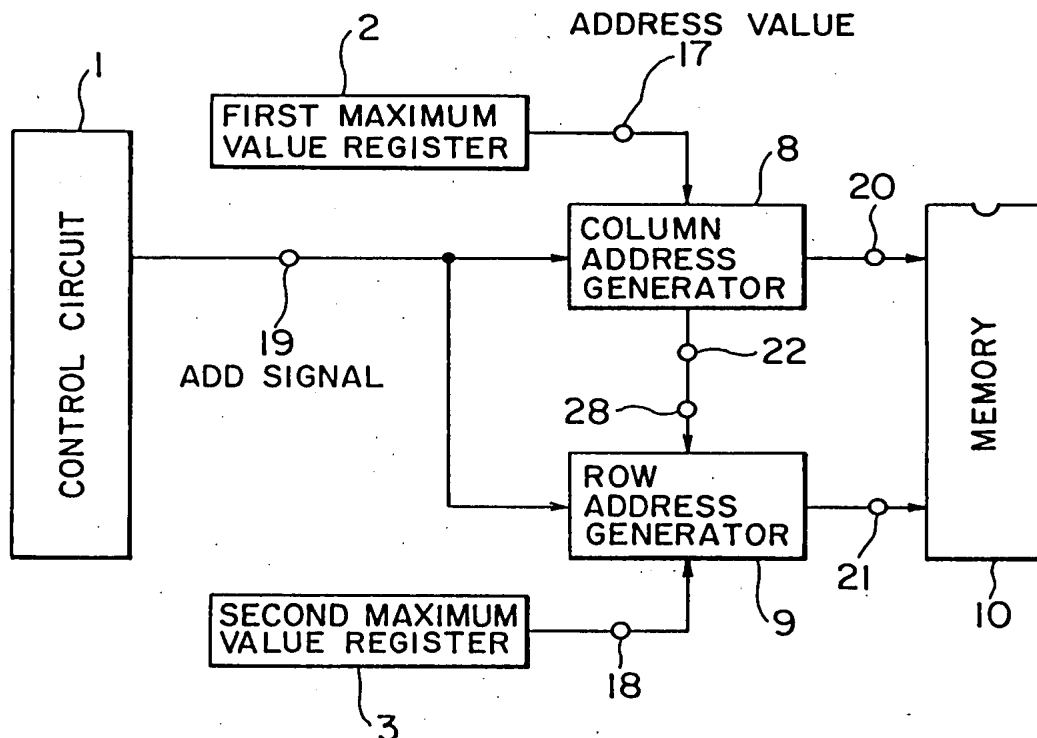 ADDRESS VALUE
2
17
1
FIRST MAXIMUM
VALUE REGISTER
8
20
CONTROL CIRCUIT
COLUMN
ADDRESS
GENERATOR
19
ADD SIGNAL
22
28
MEMORY
ROW
ADDRESS
GENERATOR
21
10
SECOND MAXIMUM
VALUE REGISTER
18
9
3